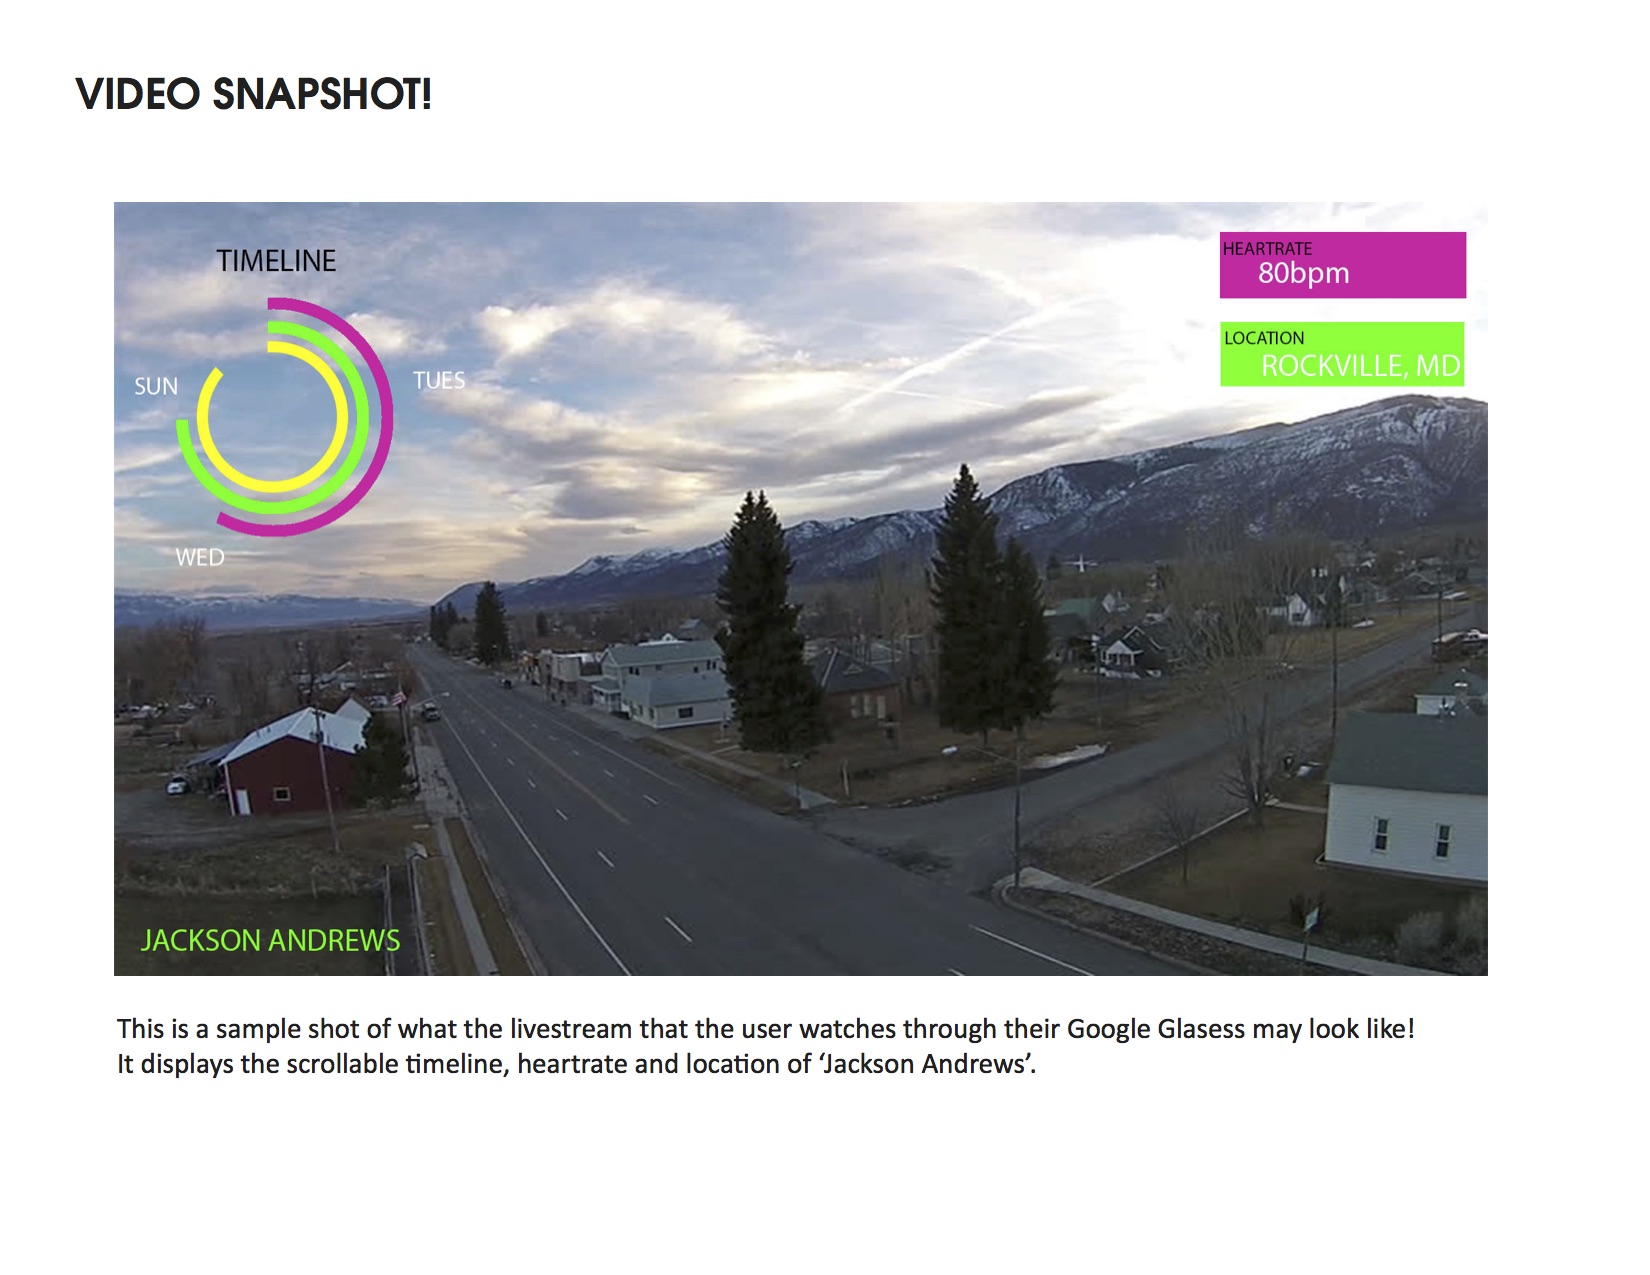 VIDEO SNAPSHOT!
TIMELINE
SUN
TUES
WED
HEARTRATE
80bpm
LOCATION
ROCKVILLE, MD
JACKSON ANDREWS
This is a sample shot of what the livestream that the user watches through their Google Glasess may look like!
It displays the scrollable timeline, heartrate and location of ‘Jackson Andrews’.